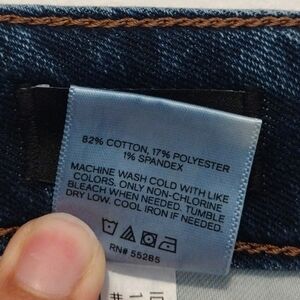 82% COTTON, 17% POLYESTER
1% SPANDEX
MACHINE WASH COLD WITH LIKE
COLORS. ONLY NON-CHLORINE
BLEACH WHEN NEEDED. TUMBLE
DRY LOW. COOL IRON IF NEEDED.
RN# 55285